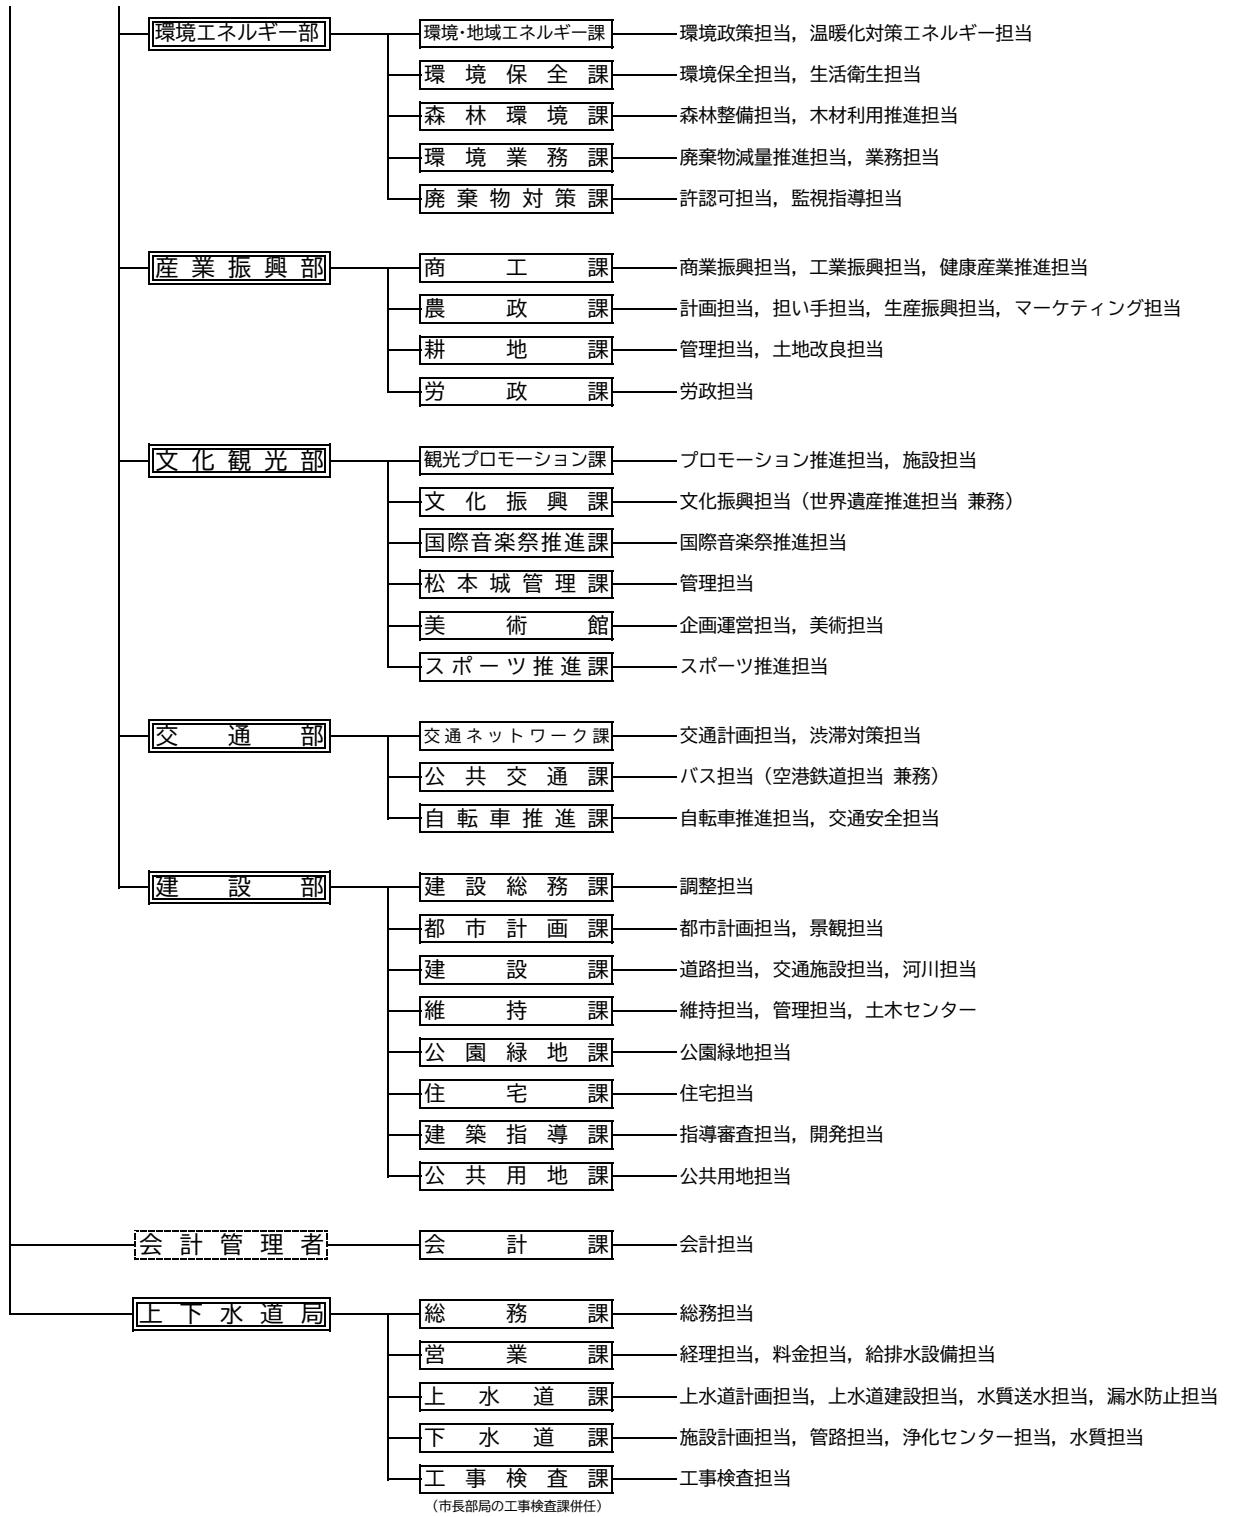 環境エネルギー部 環境・地域エネルギー課 環境政策担当，温暖化対策エネルギー担当
環境保全課 環境保全担当，生活衛生担当
森林環境課 森林整備担当，木材利用推進担当
環境業務課 廃棄物減量推進担当，業務担当
廃棄物対策課 許認可担当，監視指導担当
産業振興部 商工課 商業振興担当，工業振興担当，健康産業推進担当
農政課 計画担当，担い手担当，生産振興担当，マーケティング担当
耕地課 管理担当，土地改良担当
労政課 労政担当
文化観光部 観光プロモーション課 プロモーション推進担当，施設担当
文化振興課 文化振興担当（世界遺産推進担当 兼務）
国際音楽祭推進課 国際音楽祭推進担当
松本城管理課 管理担当
美術館 企画運営担当，美術担当
スポーツ推進課 スポーツ推進担当
交通部 交通ネットワーク課 交通計画担当，渋滞対策担当
公共交通課 バス担当（空港鉄道担当 兼務）
自転車推進課 自転車推進担当，交通安全担当
建設部 建設総務課 調整担当
都市計画課 都市計画担当，景観担当
建設課 道路担当，交通施設担当，河川担当
維持課 維持担当，管理担当，土木センター
公園緑地課 公園緑地担当
住宅課 住宅担当
建築指導課 指導審査担当，開発担当
公共用地課 公共用地担当
会計管理者 会計課 会計担当
上下水道局 総務課 総務担当
営業課 経理担当，料金担当，給排水設備担当
上水道課 上水道計画担当，上水道建設担当，水質送水担当，漏水防止担当
下水道課 施設計画担当，管路担当，浄化センター担当，水質担当
工事検査課 工事検査担当
（市長部局の工事検査課併任）